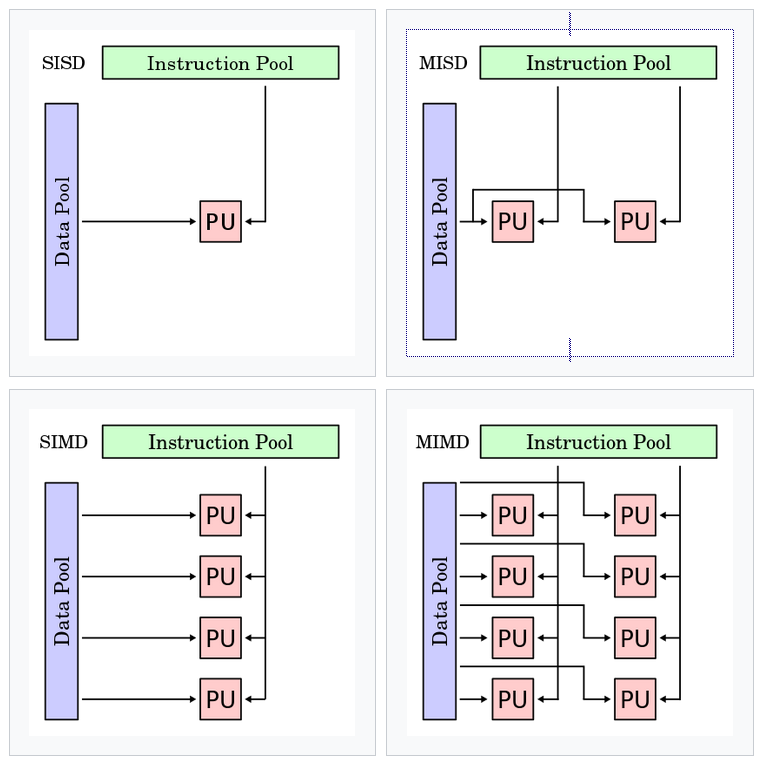 SISD
Instruction Pool
Data Pool
PU
MISD
Instruction Pool
Data Pool
PU
PU
SIMD
Instruction Pool
Data Pool
PU
PU
PU
PU
MIMD
Instruction Pool
Data Pool
PU
PU
PU
PU
PU
PU
PU
PU